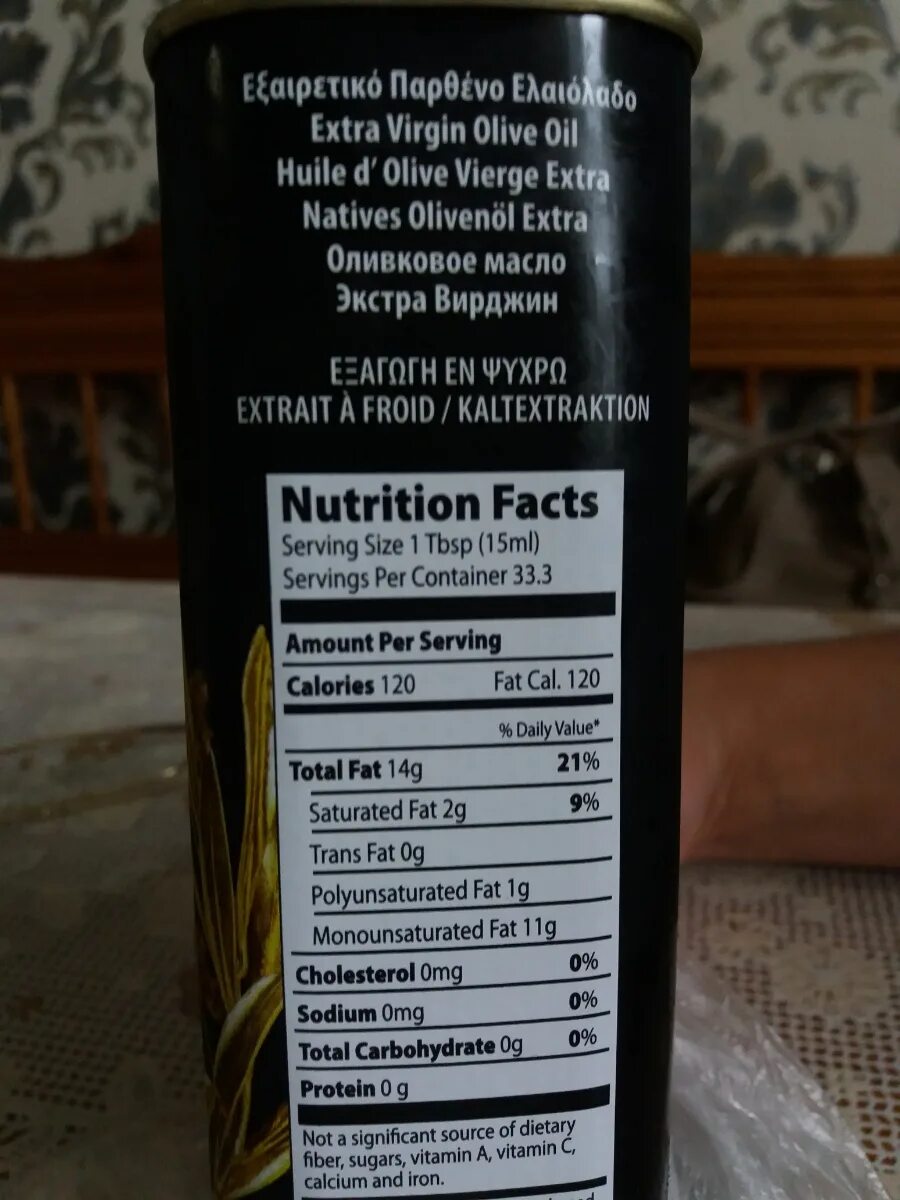 Εξαιρετικό Παρθένο Ελαιόλαδο
Extra Virgin Olive Oil
Huile d' Olive Vierge Extra
Natives Olivenöl Extra
Оливковое масло
Экстра Вирджин
ΕΞΑΓΩΓΗ ΕΝ ΨΥΧΡΩ
EXTRAIT À FROID / KALTEXTRAKTION
Nutrition Facts
Serving Size 1 Tbsp (15ml)
Servings Per Container 33.3
Amount Per Serving
Calories 120 Fat Cal. 120
% Daily Value*
Total Fat 14g 21%
Saturated Fat 2g 9%
Trans Fat 0g
Polyunsaturated Fat 1g
Monounsaturated Fat 11g
Cholesterol 0mg 0%
Sodium 0mg 0%
Total Carbohydrate 0g 0%
Protein 0 g
Not a significant source of dietary
fiber, sugars, vitamin A, vitamin C,
calcium and iron.